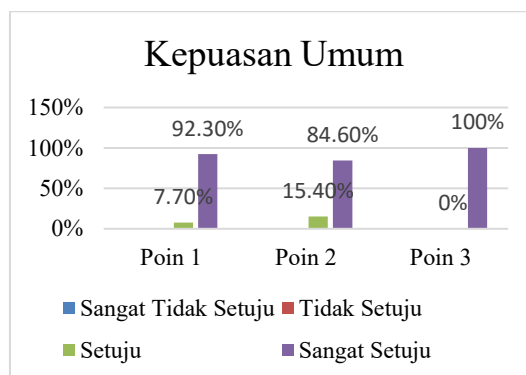 Kepuasan Umum
150%
100%
50%
0%
92.30%
84.60%
100%
7.70%
15.40%
0%
Poin 1
Poin 2
Poin 3
Sangat Tidak Setuju
Tidak Setuju
Setuju
Sangat Setuju